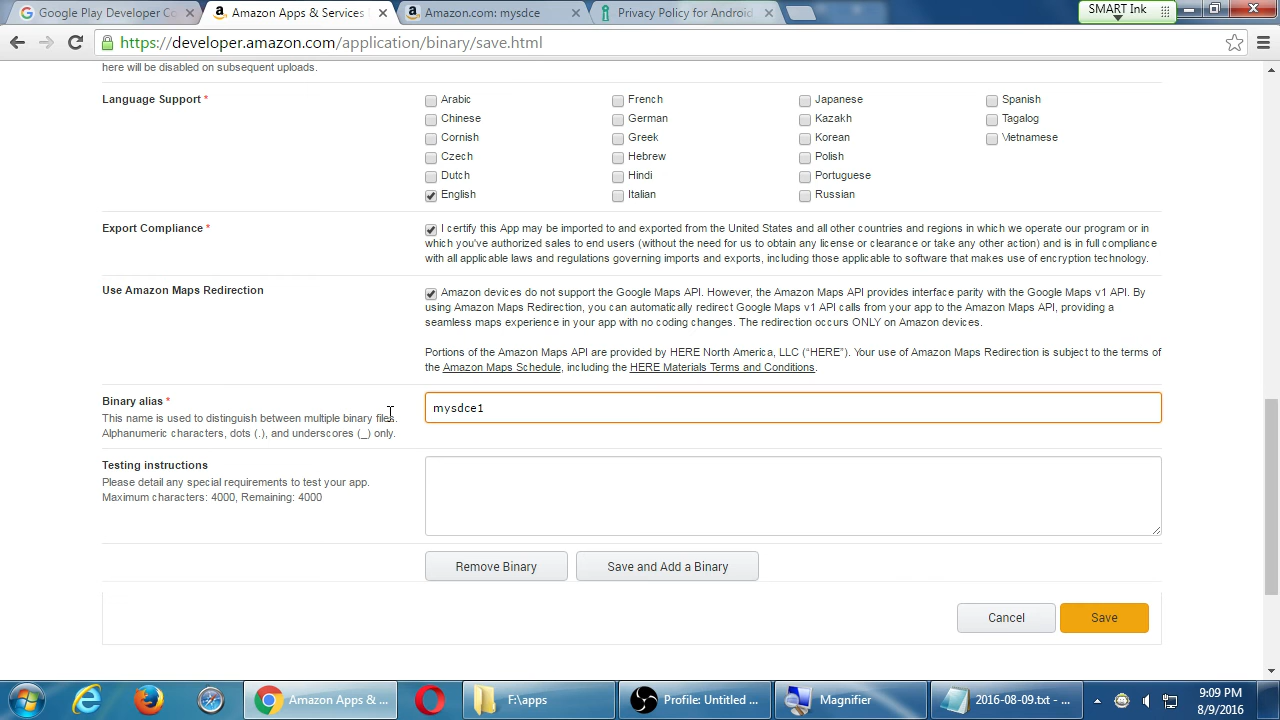 Google Play Developer Co
Amazon Apps & Services
Amazon.com: mysdce
Privacy Policy for Android
SMART Ink
https://developer.amazon.com/application/binary/save.html
here will be disabled on subsequent uploads.
Language Support *
Arabic French Japanese Spanish
Chinese German Kazakh Tagalog
Cornish Greek Korean Vietnamese
Czech Hebrew Polish
Dutch Hindi Portuguese
English Italian Russian
Export Compliance *
I certify this App may be imported to and exported from the United States and all other countries and regions in which we operate our program or in
which you've authorized sales to end users (without the need for us to obtain any license or clearance or take any other action) and is in full compliance
with all applicable laws and regulations governing imports and exports, including those applicable to software that makes use of encryption technology.
Use Amazon Maps Redirection
Amazon devices do not support the Google Maps API. However, the Amazon Maps API provides interface parity with the Google Maps v1 API. By
using Amazon Maps Redirection, you can automatically redirect Google Maps v1 API calls from your app to the Amazon Maps API, providing a
seamless maps experience in your app with no coding changes. The redirection occurs ONLY on Amazon devices.
Portions of the Amazon Maps API are provided by HERE North America, LLC (“HERE”). Your use of Amazon Maps Redirection is subject to the terms of
the Amazon Maps Schedule, including the HERE Materials Terms and Conditions.
Binary alias *
This name is used to distinguish between multiple binary files.
Alphanumeric characters, dots (.), and underscores (_) only.
mysdce1
Testing instructions
Please detail any special requirements to test your app.
Maximum characters: 4000, Remaining: 4000
Remove Binary
Save and Add a Binary
Cancel
Save
Amazon Apps & ...
F:\apps
Profile: Untitled ...
Magnifier
2016-08-09.txt - ...
9:09 PM
8/9/2016